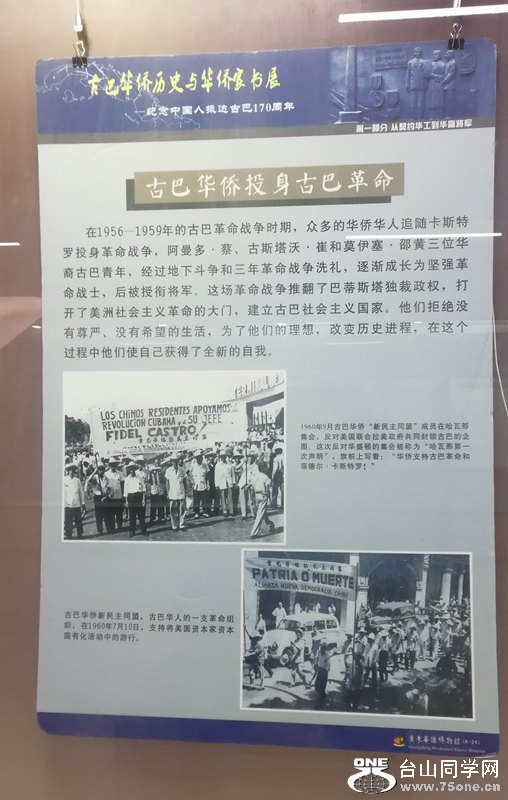 古巴华侨历史与华侨家书展
—纪念中国人抵达古巴170周年
第一部分 从契约华工到华裔将军
古巴华侨投身古巴革命
在1956—1959年的古巴革命战争时期，众多的华侨华人追随卡斯特
罗投身革命战争，阿曼多·蔡、古斯塔沃·崔和莫伊塞·邵黄三位华
裔古巴青年，经过地下斗争和三年革命战争洗礼，逐渐成长为坚强革
命战士，后被授衔将军。这场革命战争推翻了巴蒂斯塔独裁政权，打
开了美洲社会主义革命的大门，建立古巴社会主义国家。他们拒绝没
有尊严、没有希望的生活，为了他们的理想，改变历史进程，在这个
过程中他们使自己获得了全新的自我。
LOS CHINOS RESIDENTES APOYAMOS
REVOLUCION CUBANA Y A SU JEFE
FIDEL CASTRO!
1960年9月古巴华侨“新民主同盟”成员在哈瓦那
集会，反对美国联合拉美政府共同封锁古巴的企
图。这次反对华盛顿的集会被称为“哈瓦那第一
次声明”，旗帜上写着：“华侨支持古巴革命和
菲德尔·卡斯特罗！”
PATRIA O MUERTE
ALIANZA NUEVA DEMOCRACIA CHINA
古巴华侨新民主同盟，古巴华人的一支革命组
织，在1960年7月10日，支持将美国资本家资本
国有化活动中的游行。
广东华侨博物馆 (A-24)
Guangdong Overseas Chinese Museum
ONE 台山同学网
www.75one.cn